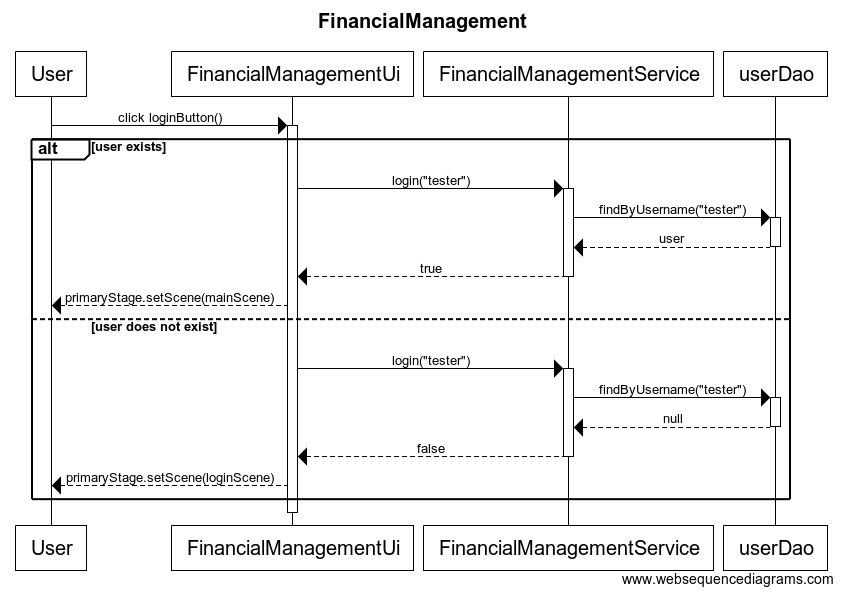 FinancialManagement
User
FinancialManagementUi
FinancialManagementService
userDao
click loginButton()
alt
[user exists]
login("tester")
findByUsername("tester")
user
true
primaryStage.setScene(mainScene)
[user does not exist]
login("tester")
findByUsername("tester")
null
false
primaryStage.setScene(loginScene)
User
FinancialManagementUi
FinancialManagementService
userDao
www.websequencediagrams.com